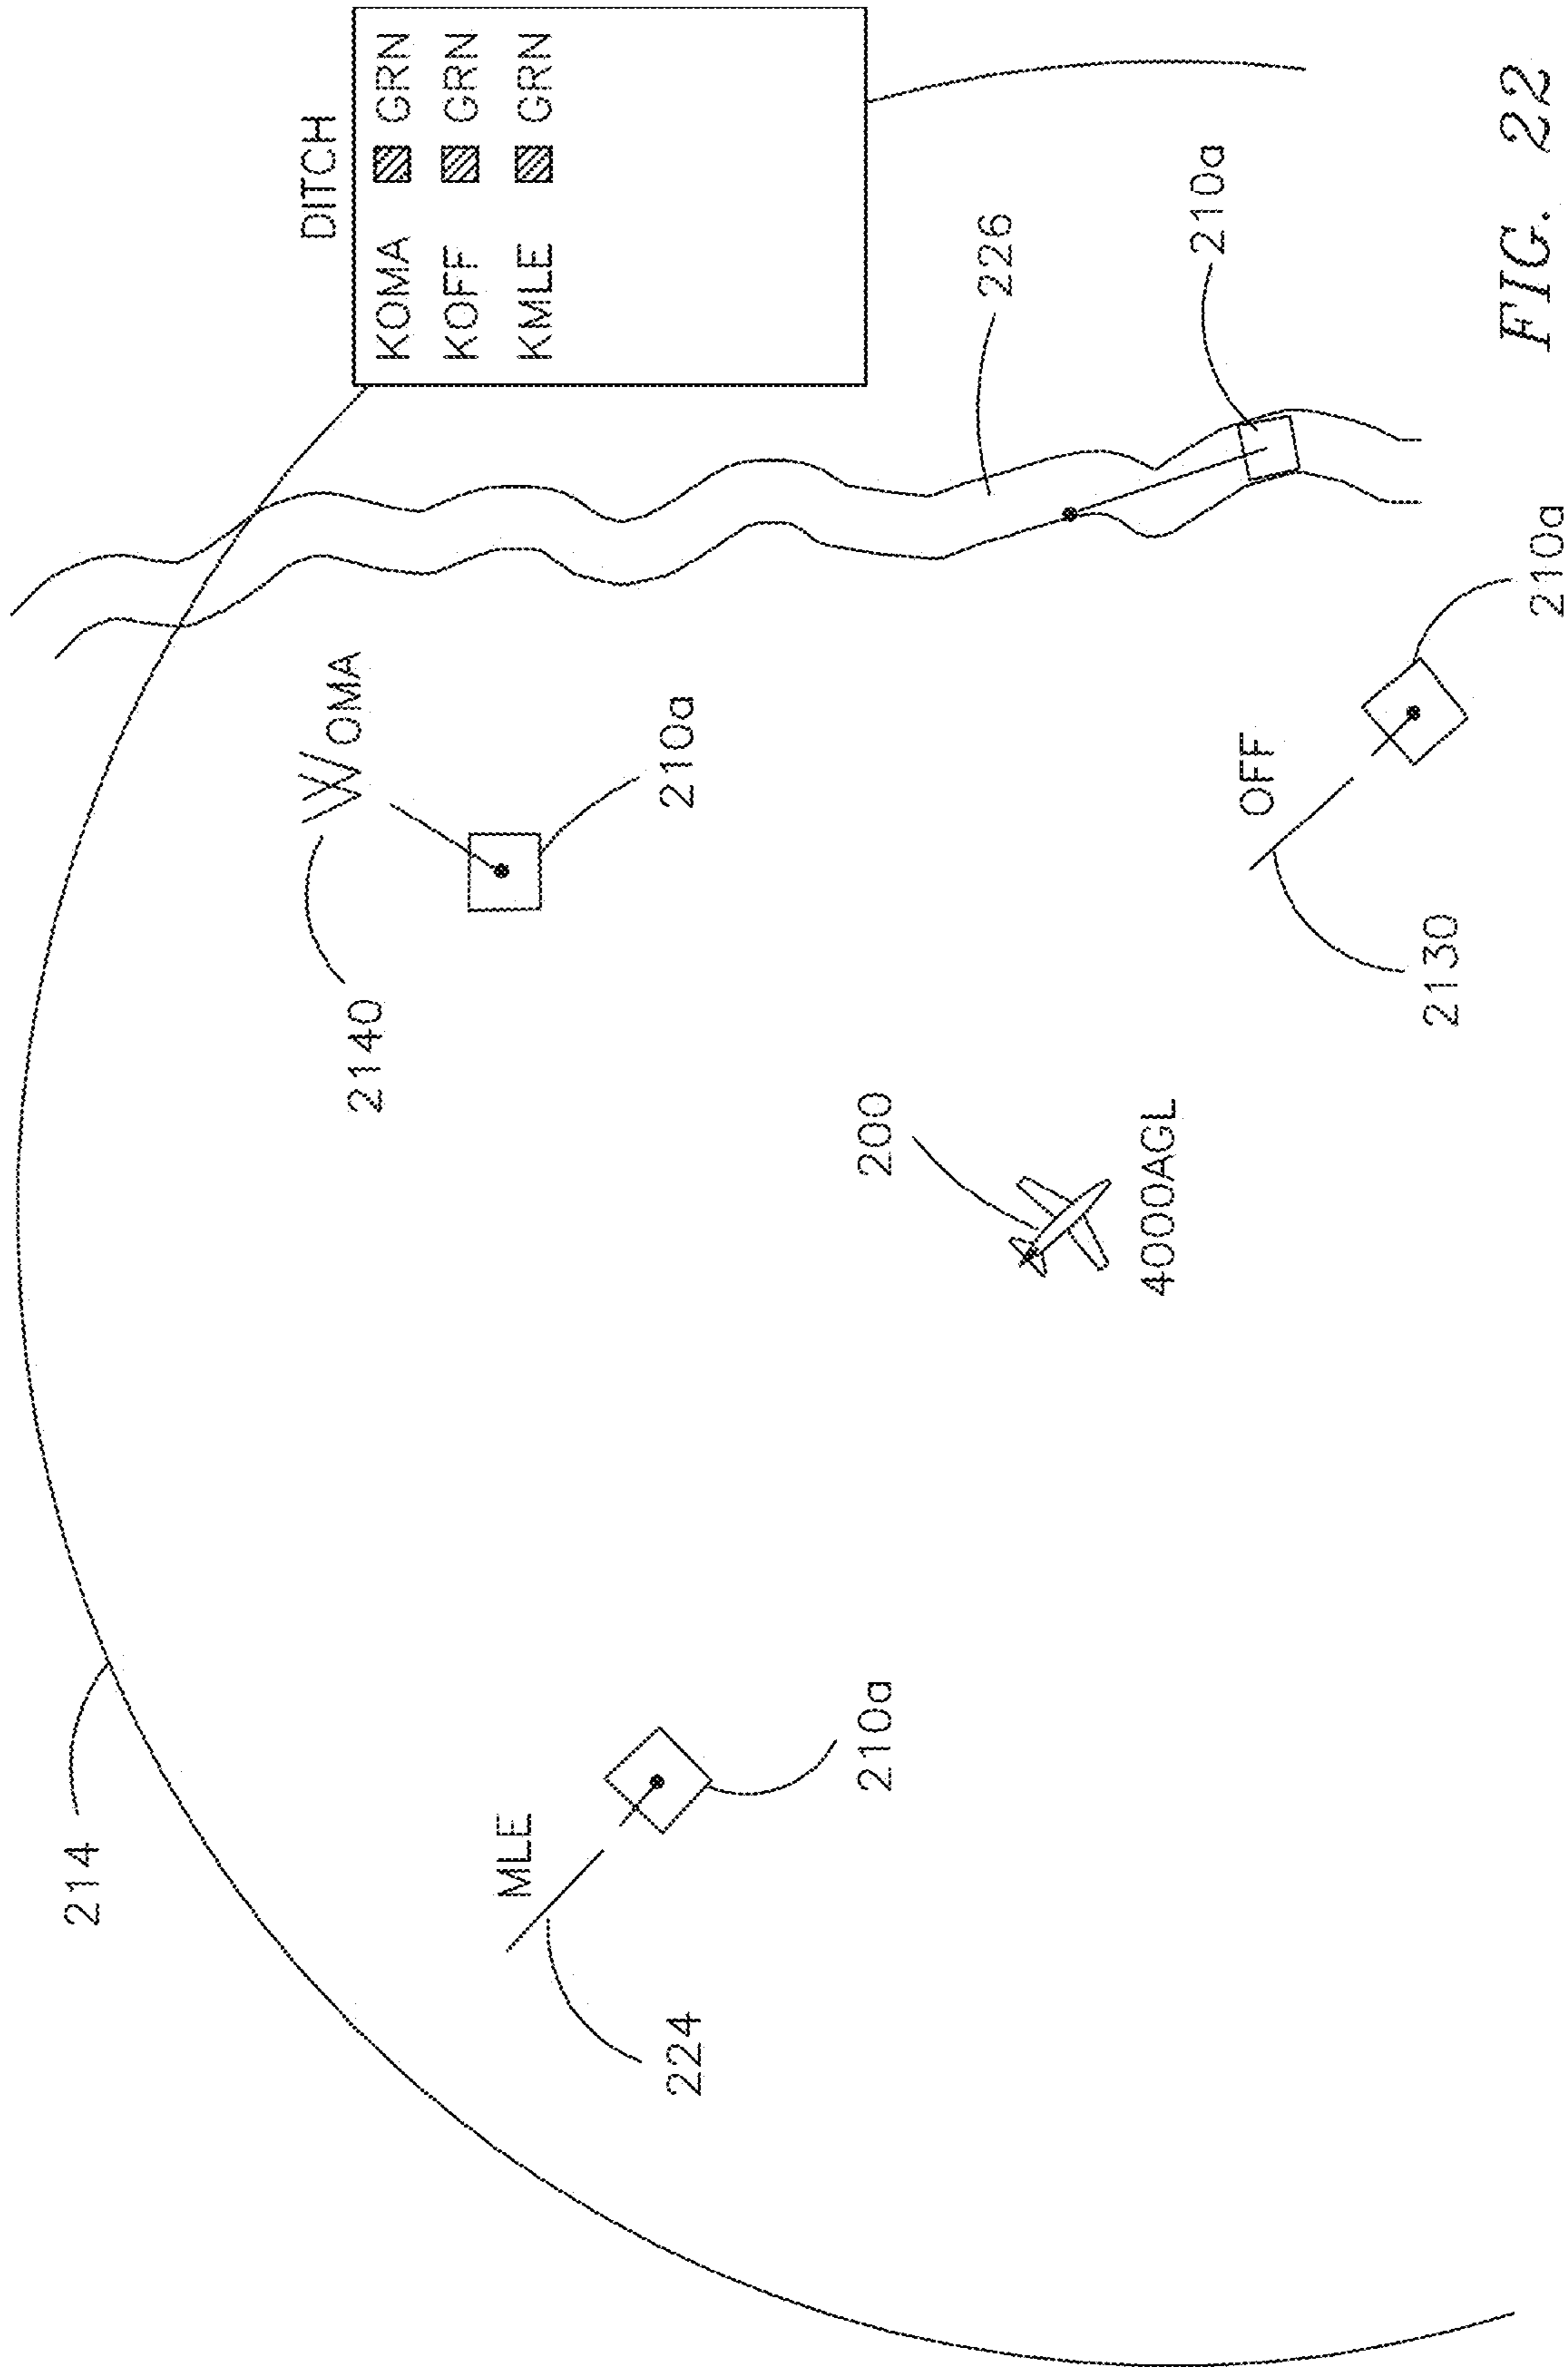 214
DITCH
OMA
2140
KOMA GRN
KOFF GRN
KMLE GRN
MLE
224
210a
210a
200
226
4000AGL
210a
OFF
2130
210a
FIG. 22